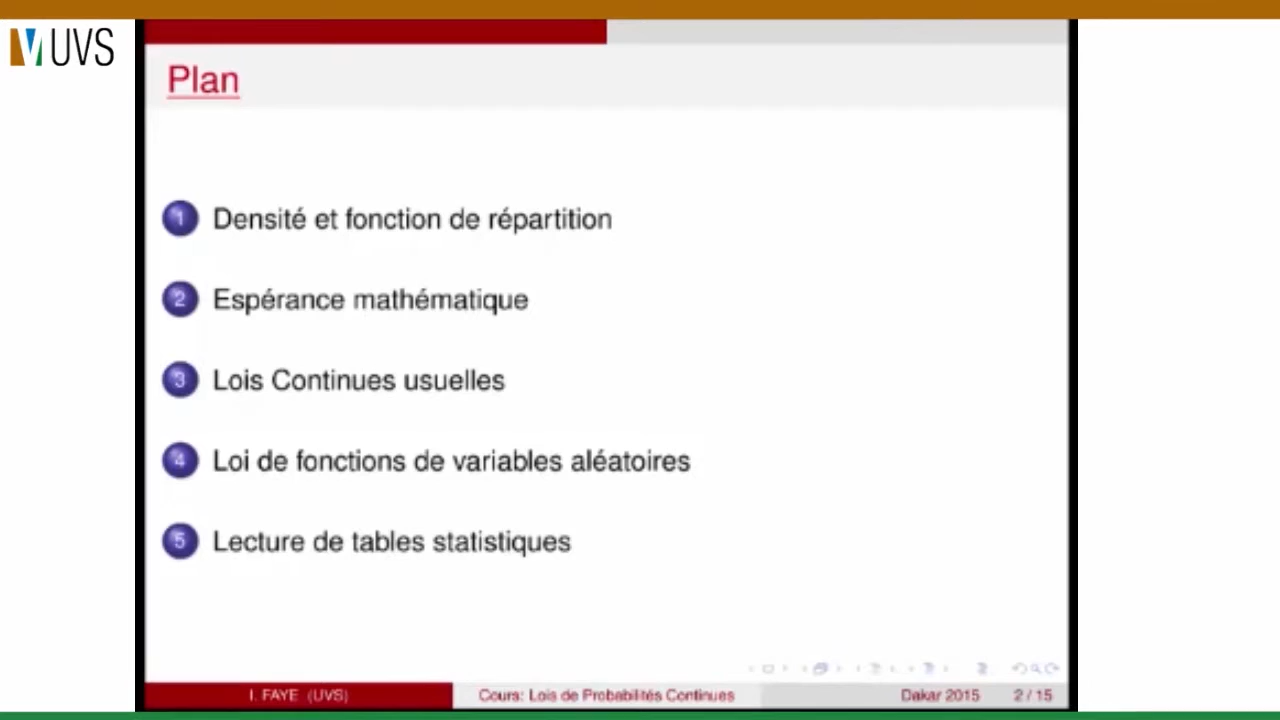 UVS
Plan
1 Densité et fonction de répartition
2 Espérance mathématique
3 Lois Continues usuelles
4 Loi de fonctions de variables aléatoires
5 Lecture de tables statistiques
I. FAYE (UVS) Cours: Lois de Probabilités Continues Dakar 2015 2 / 15